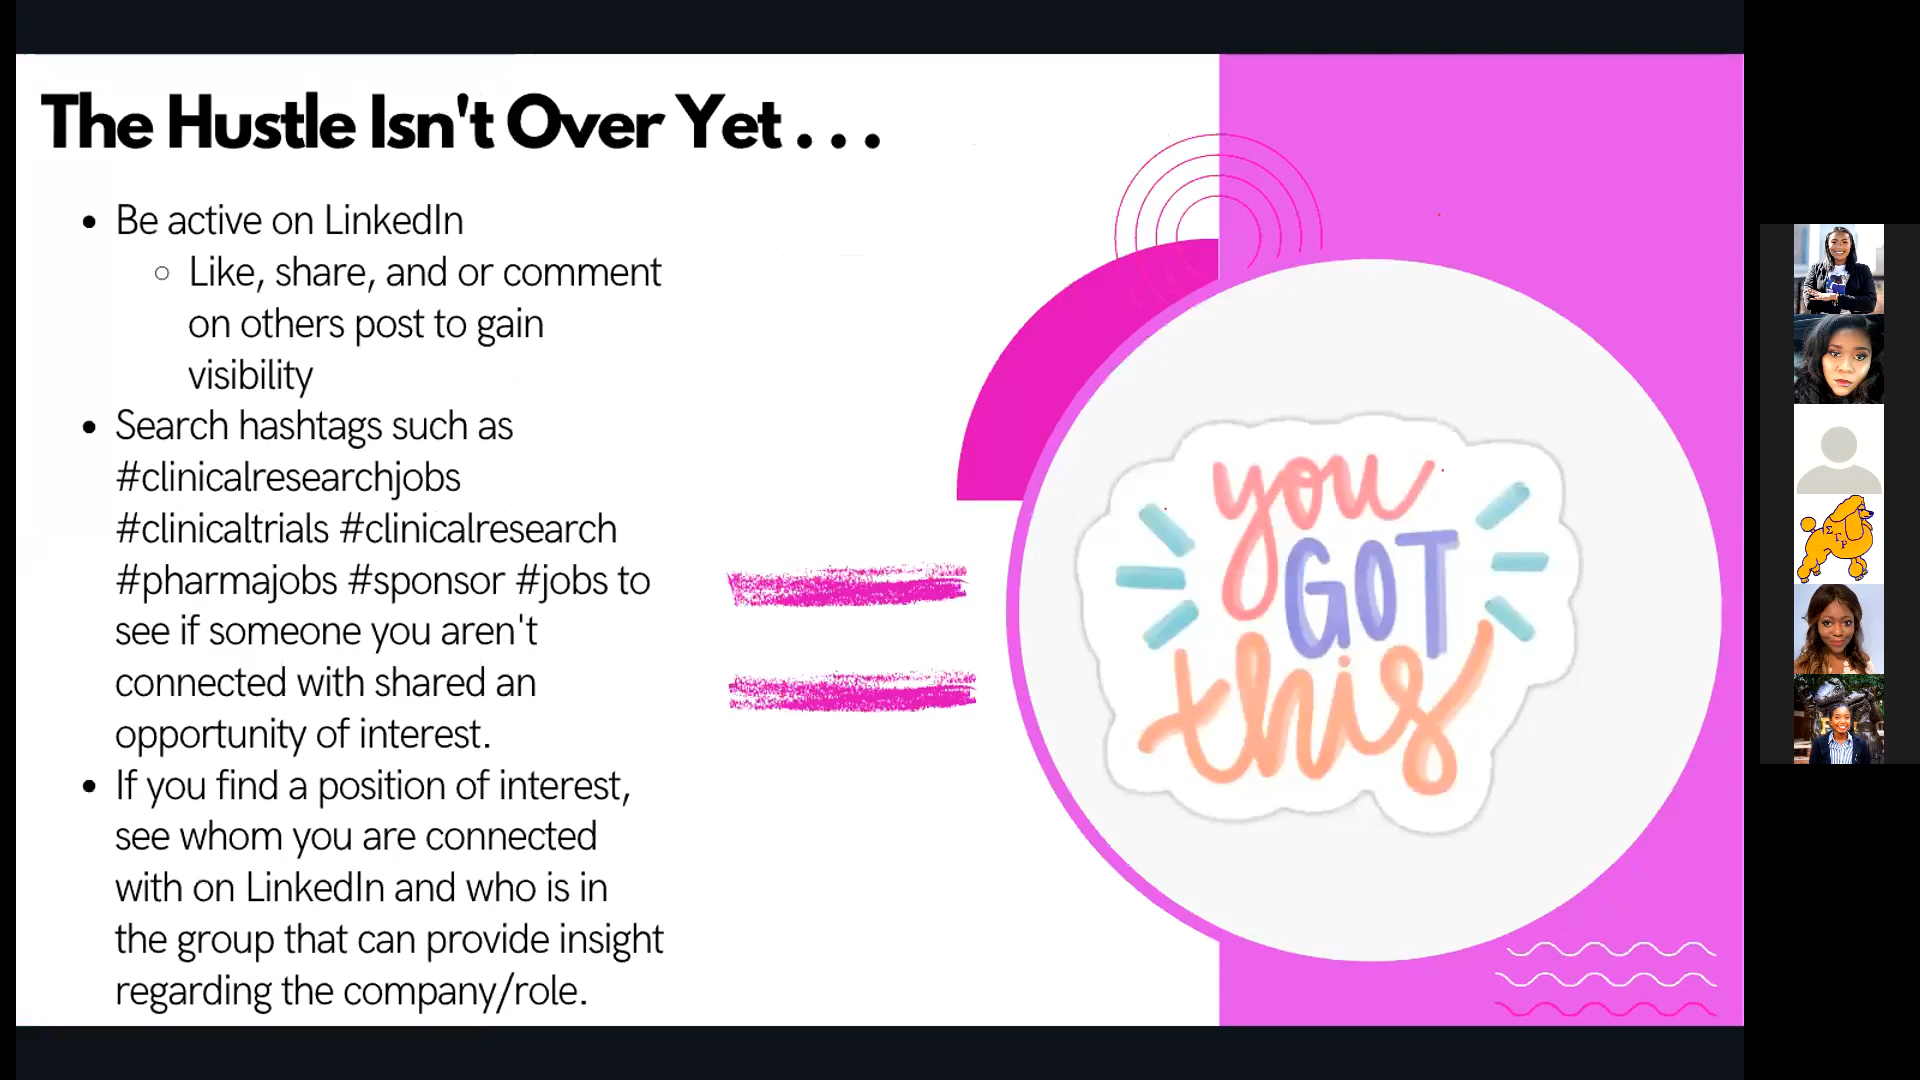 The Hustle Isn't Over Yet . . .
• Be active on LinkedIn
○ Like, share, and or comment
on others post to gain
visibility
• Search hashtags such as
#clinicalresearchjobs
#clinicaltrials #clinicalresearch
#pharmajobs #sponsor #jobs to
see if someone you aren't
connected with shared an
opportunity of interest.
• If you find a position of interest,
see whom you are connected
with on LinkedIn and who is in
the group that can provide insight
regarding the company/role.
you
GOT
this
Σ
Γ
Ρ